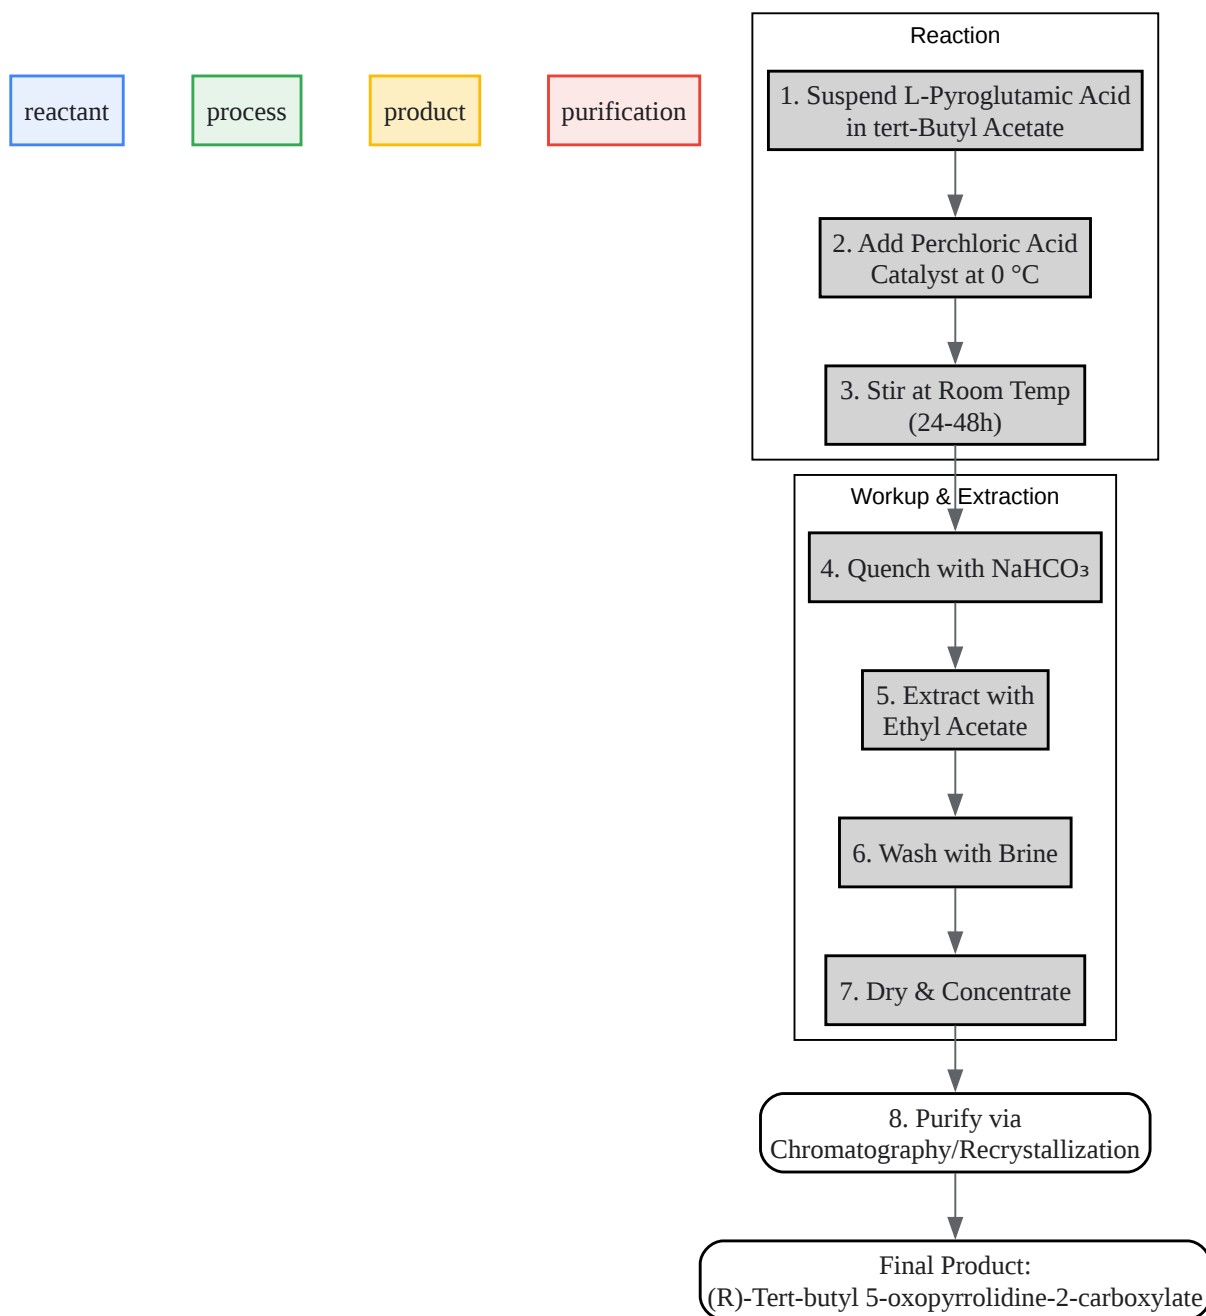 reactant
process
product
purification
Reaction
1. Suspend L-Pyroglutamic Acid
in tert-Butyl Acetate
2. Add Perchloric Acid
Catalyst at 0 °C
3. Stir at Room Temp
(24-48h)
Workup & Extraction
4. Quench with NaHCO₃
5. Extract with
Ethyl Acetate
6. Wash with Brine
7. Dry & Concentrate
8. Purify via
Chromatography/Recrystallization
Final Product:
(R)-Tert-butyl 5-oxopyrrolidine-2-carboxylate